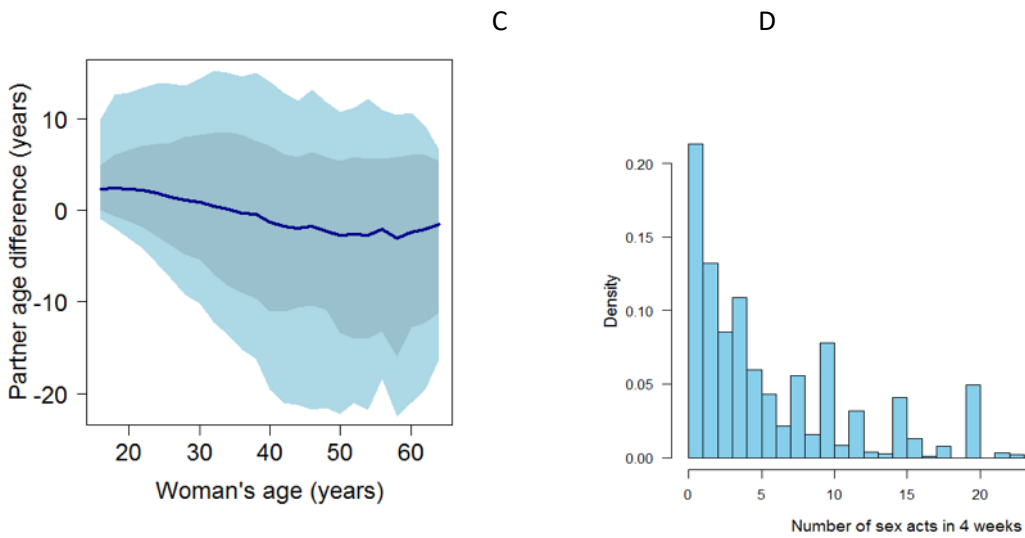 C
D
Partner age difference (years)
10
0
-10
-20
20 30 40 50 60
Woman's age (years)
Density
0.20
0.15
0.10
0.05
0.00
0 5 10 15 20
Number of sex acts in 4 weeks